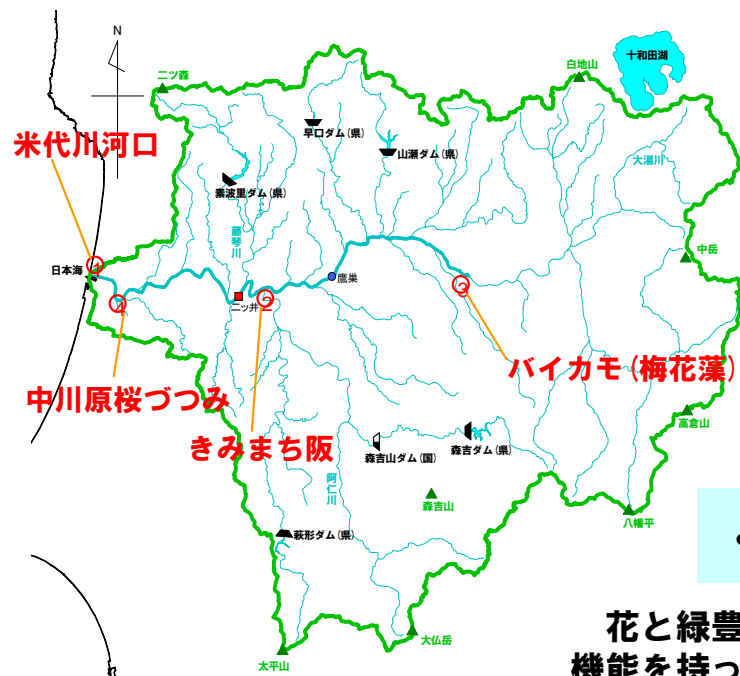 N
二ツ森
白地山
十和田湖
早口ダム(県)
米代川河口
山瀬ダム(県)
大湯川
素波里ダム(県)
藤琴川
中岳
日本海
1
鷹巣
3
4
二ッ井
2
バイカモ(梅花藻)
中川原桜づつみ
高倉山
きみまち阪
森吉山ダム(国)
森吉ダム(県)
阿仁川
森吉山
八幡平
萩形ダム(県)
花と緑豊
大仏岳
太平山
機能を持っ